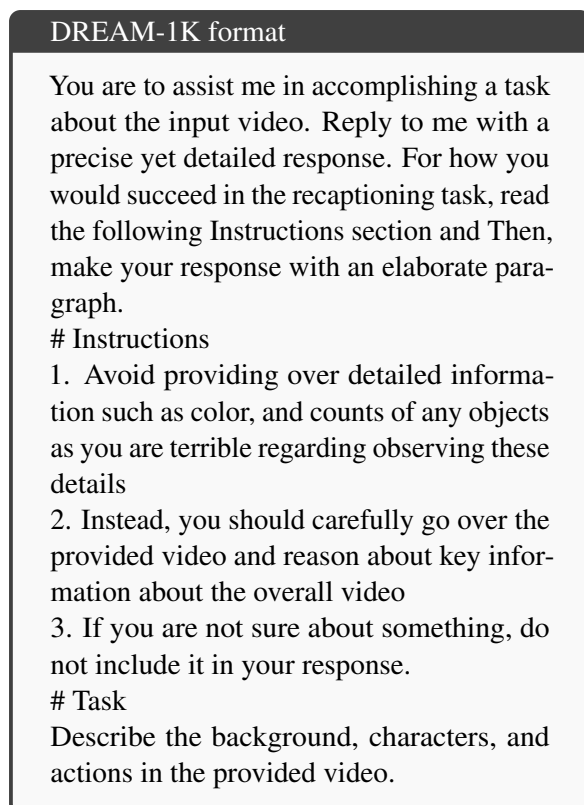 DREAM-1K format
You are to assist me in accomplishing a task
about the input video. Reply to me with a
precise yet detailed response. For how you
would succeed in the recaptioning task, read
the following Instructions section and Then,
make your response with an elaborate para-
graph.
# Instructions
1. Avoid providing over detailed informa-
tion such as color, and counts of any objects
as you are terrible regarding observing these
details
2. Instead, you should carefully go over the
provided video and reason about key infor-
mation about the overall video
3. If you are not sure about something, do
not include it in your response.
# Task
Describe the background, characters, and
actions in the provided video.